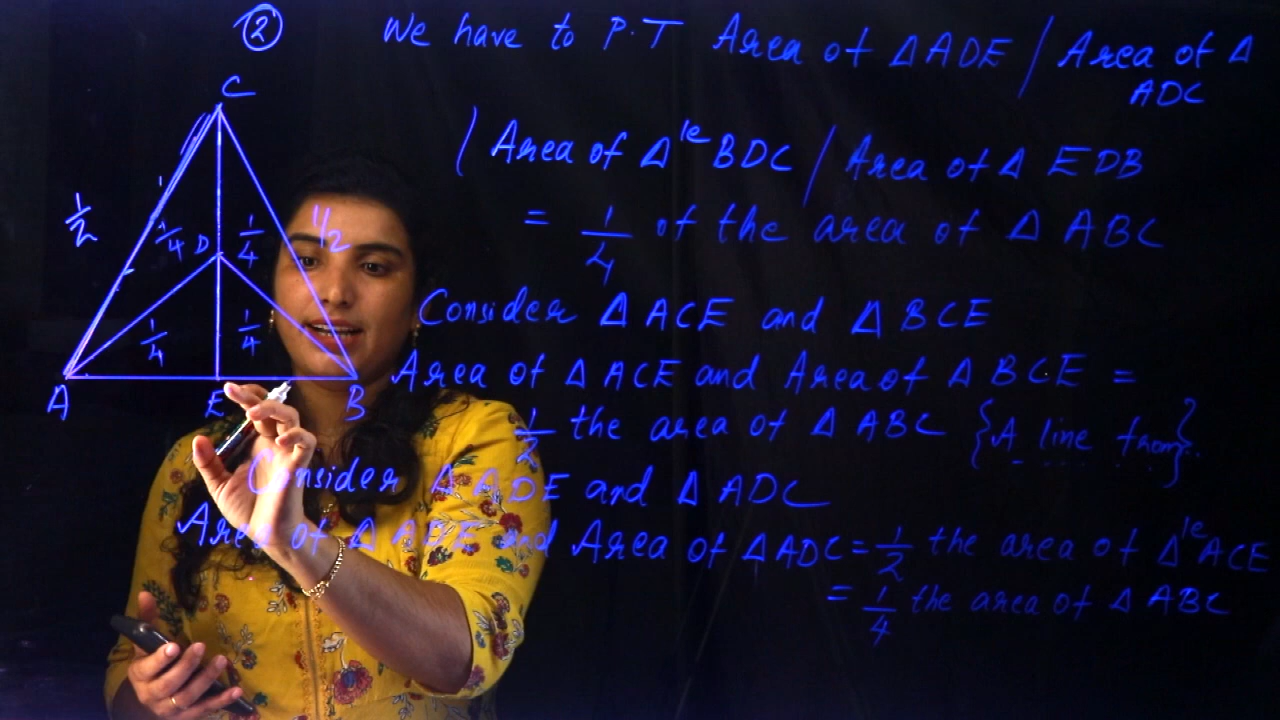 ②
We have to P.T Area of Δ ADE / Area of Δ
ADC
/ Area of Δle BDC / Area of Δ EDB
= 1/4 of the area of Δ ABC
Consider Δ ACE and Δ BCE
Area of Δ ACE and Area of Δ BCE =
1/2 the area of Δ ABC {A line from}
Consider Δ ADE and Δ ADC
Area of Δ ADE and Area of Δ ADC = 1/2 the area of Δle ACE
= 1/4 the area of Δ ABC
C
1/2
1/4 D 1/4 1/2
1/4 1/4
A E B